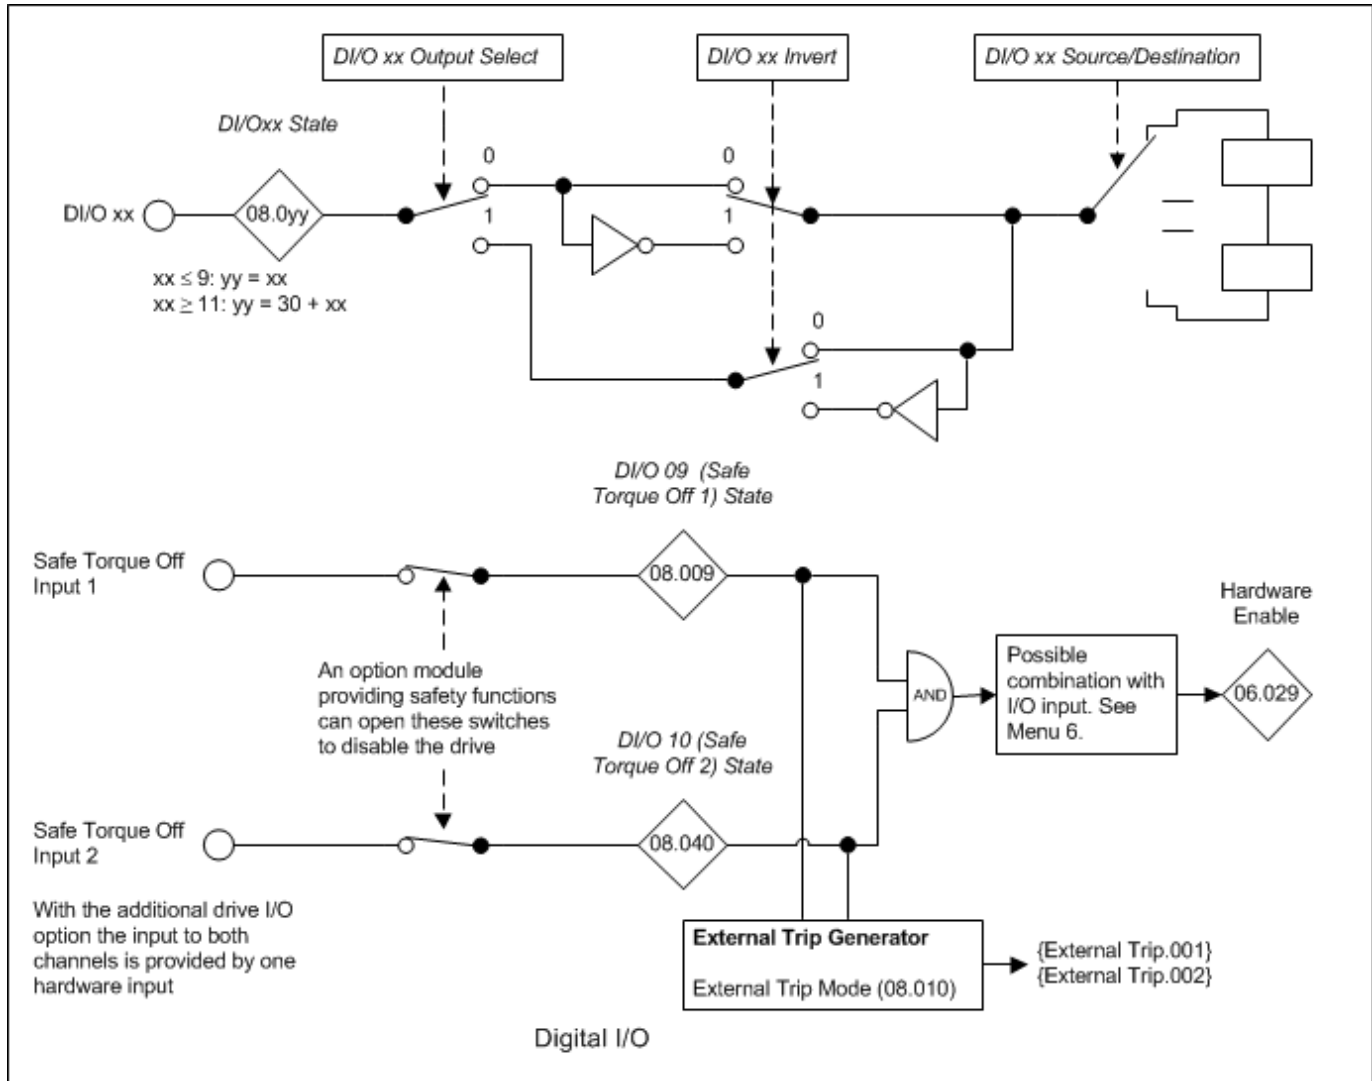 DI/O xx Output Select
DI/O xx Invert
DI/O xx Source/Destination
DI/Oxx State
0
0
DI/O xx
08.0yy
1
1
xx ≤ 9: yy = xx
xx ≥ 11: yy = 30 + xx
0
1
DI/O 09 (Safe
Torque Off 1) State
Safe Torque Off
Input 1
08.009
Hardware
Enable
An option module
providing safety functions
can open these switches
to disable the drive
AND
Possible
combination with
I/O input. See
Menu 6.
06.029
DI/O 10 (Safe
Torque Off 2) State
Safe Torque Off
Input 2
08.040
With the additional drive I/O
option the input to both
channels is provided by one
hardware input
External Trip Generator
External Trip Mode (08.010)
{External Trip.001}
{External Trip.002}
Digital I/O